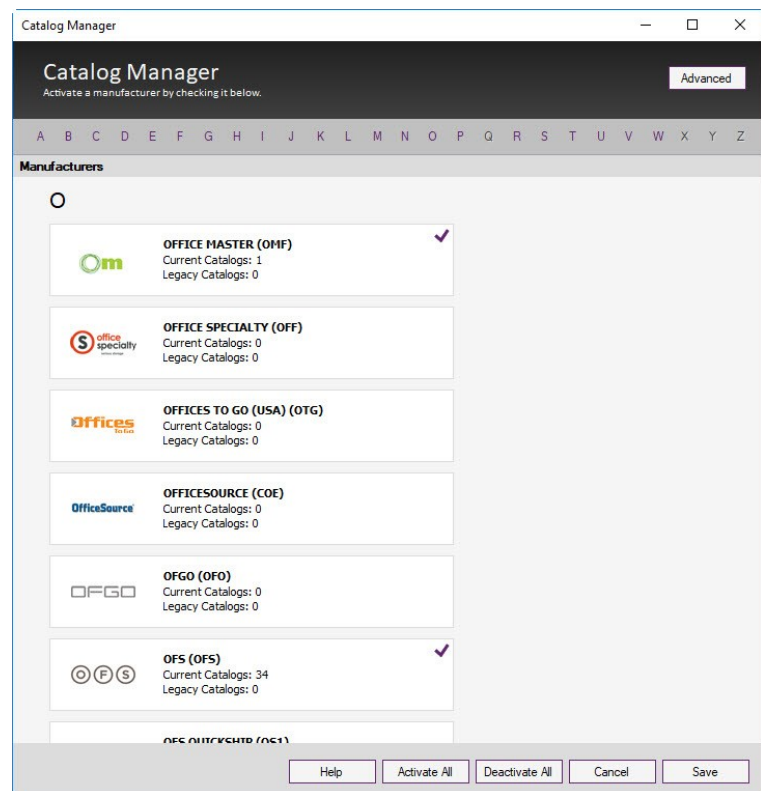 Catalog Manager
Catalog Manager
Activate a manufacturer by checking it below.
Advanced
A B C D E F G H I J K L M N O P Q R S T U V W X Y Z
Manufacturers
O
Om
OFFICE MASTER (OMF)
Current Catalogs: 1
Legacy Catalogs: 0
S office
specialty
OFFICE SPECIALTY (OFF)
Current Catalogs: 0
Legacy Catalogs: 0
Offices
To Go
OFFICES TO GO (USA) (OTG)
Current Catalogs: 0
Legacy Catalogs: 0
OfficeSource
OFFICESOURCE (COE)
Current Catalogs: 0
Legacy Catalogs: 0
OFGO
OFGO (OFO)
Current Catalogs: 0
Legacy Catalogs: 0
OFS
OFS (OFS)
Current Catalogs: 34
Legacy Catalogs: 0
OFS QUICKSHIP (OS1)
Help Activate All Deactivate All Cancel Save